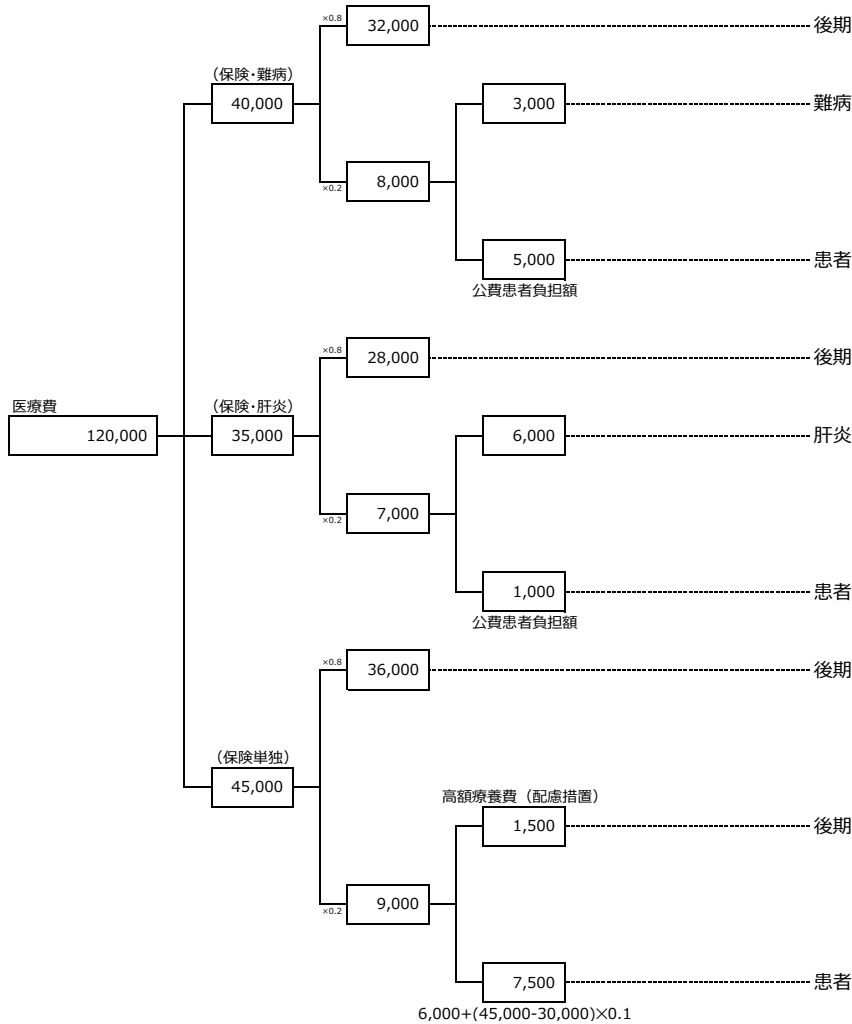 ×0.8
32,000
後期
（保険・難病）
40,000
3,000
難病
×0.2
8,000
5,000
患者
公費患者負担額
×0.8
28,000
後期
医療費
120,000
（保険・肝炎）
35,000
6,000
肝炎
×0.2
7,000
1,000
患者
公費患者負担額
×0.8
36,000
後期
（保険単独）
45,000
高額療養費（配慮措置）
1,500
後期
×0.2
9,000
7,500
患者
6,000+(45,000-30,000)×0.1